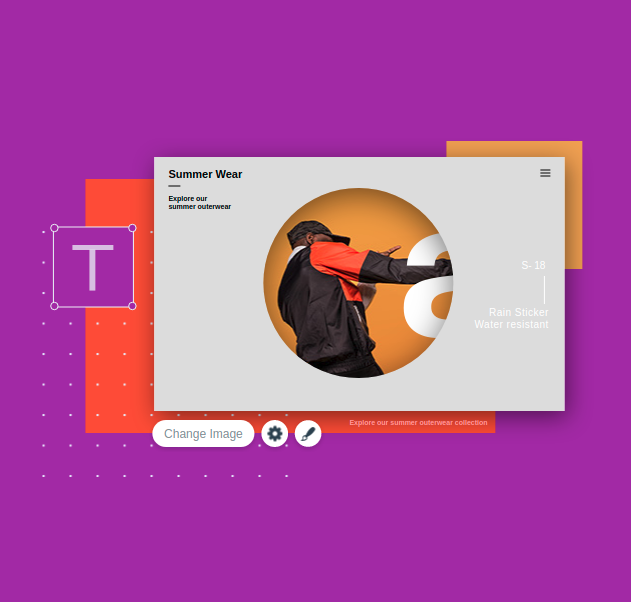 Summer Wear
Explore our
summer outerwear
T
a
S- 18
Rain Sticker
Water resistant
Explore our summer outerwear collection
Change Image